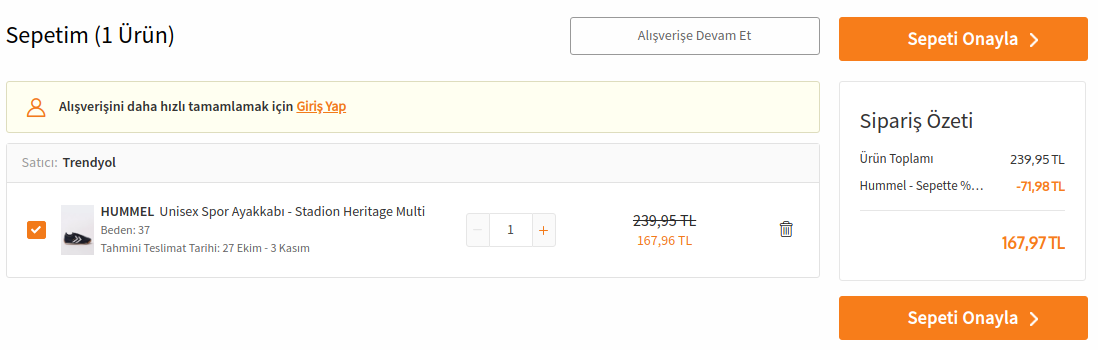 Sepetim (1 Ürün)
Alışverişe Devam Et
Sepeti Onayla
Alışverişini daha hızlı tamamlamak için Giriş Yap
Satıcı: Trendyol
HUMMEL Unisex Spor Ayakkabı - Stadion Heritage Multi
Beden: 37
Tahmini Teslimat Tarihi: 27 Ekim - 3 Kasım
− 1 +
239,95 TL
167,96 TL
Sipariş Özeti
Ürün Toplamı 239,95 TL
Hummel - Sepette %... -71,98 TL
167,97 TL
Sepeti Onayla